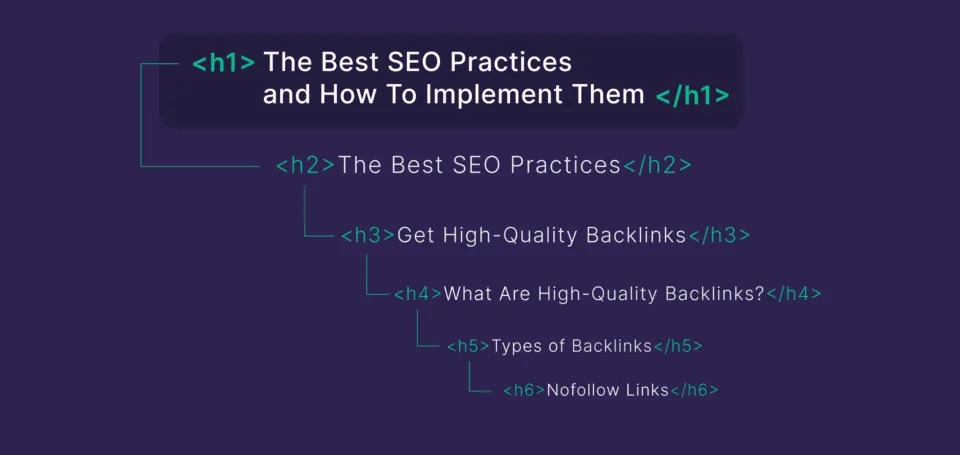 <h1> The Best SEO Practices
and How To Implement Them </h1>
<h2>The Best SEO Practices</h2>
<h3>Get High-Quality Backlinks</h3>
<h4>What Are High-Quality Backlinks?</h4>
<h5>Types of Backlinks</h5>
<h6>Nofollow Links</h6>